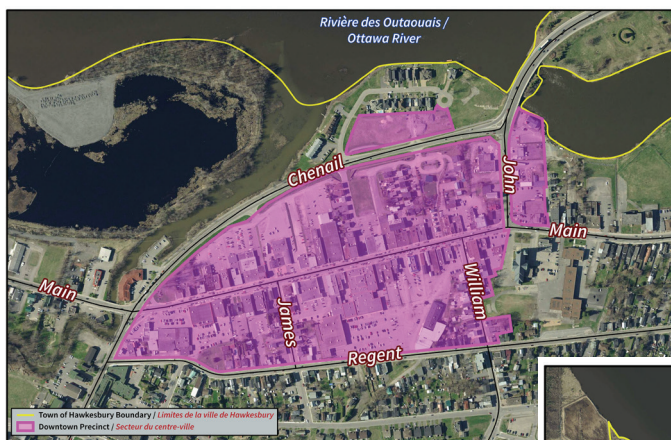 Rivière des Outaouais /
Ottawa River
Chenail
John
Main
Main
William
James
Regent
Town of Hawkesbury Boundary / Limites de la ville de Hawkesbury
Downtown Precinct / Secteur du centre-ville